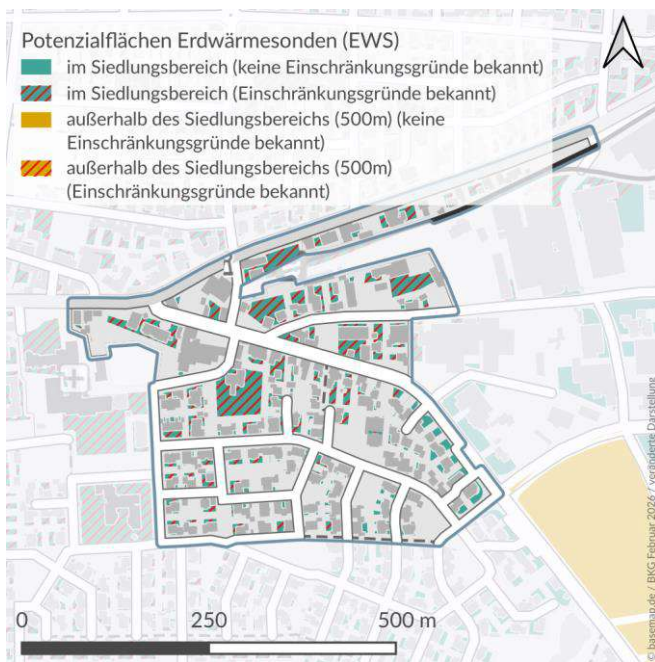 Potenzialflächen Erdwärmesonden (EWS)
im Siedlungsbereich (keine Einschränkungsgründe bekannt)
im Siedlungsbereich (Einschränkungsgründe bekannt)
außerhalb des Siedlungsbereichs (500m) (keine
Einschränkungsgründe bekannt)
außerhalb des Siedlungsbereichs (500m)
(Einschränkungsgründe bekannt)
0 250 500 m
© basemap.de / BKG Februar 2026 / veränderte Darstellung